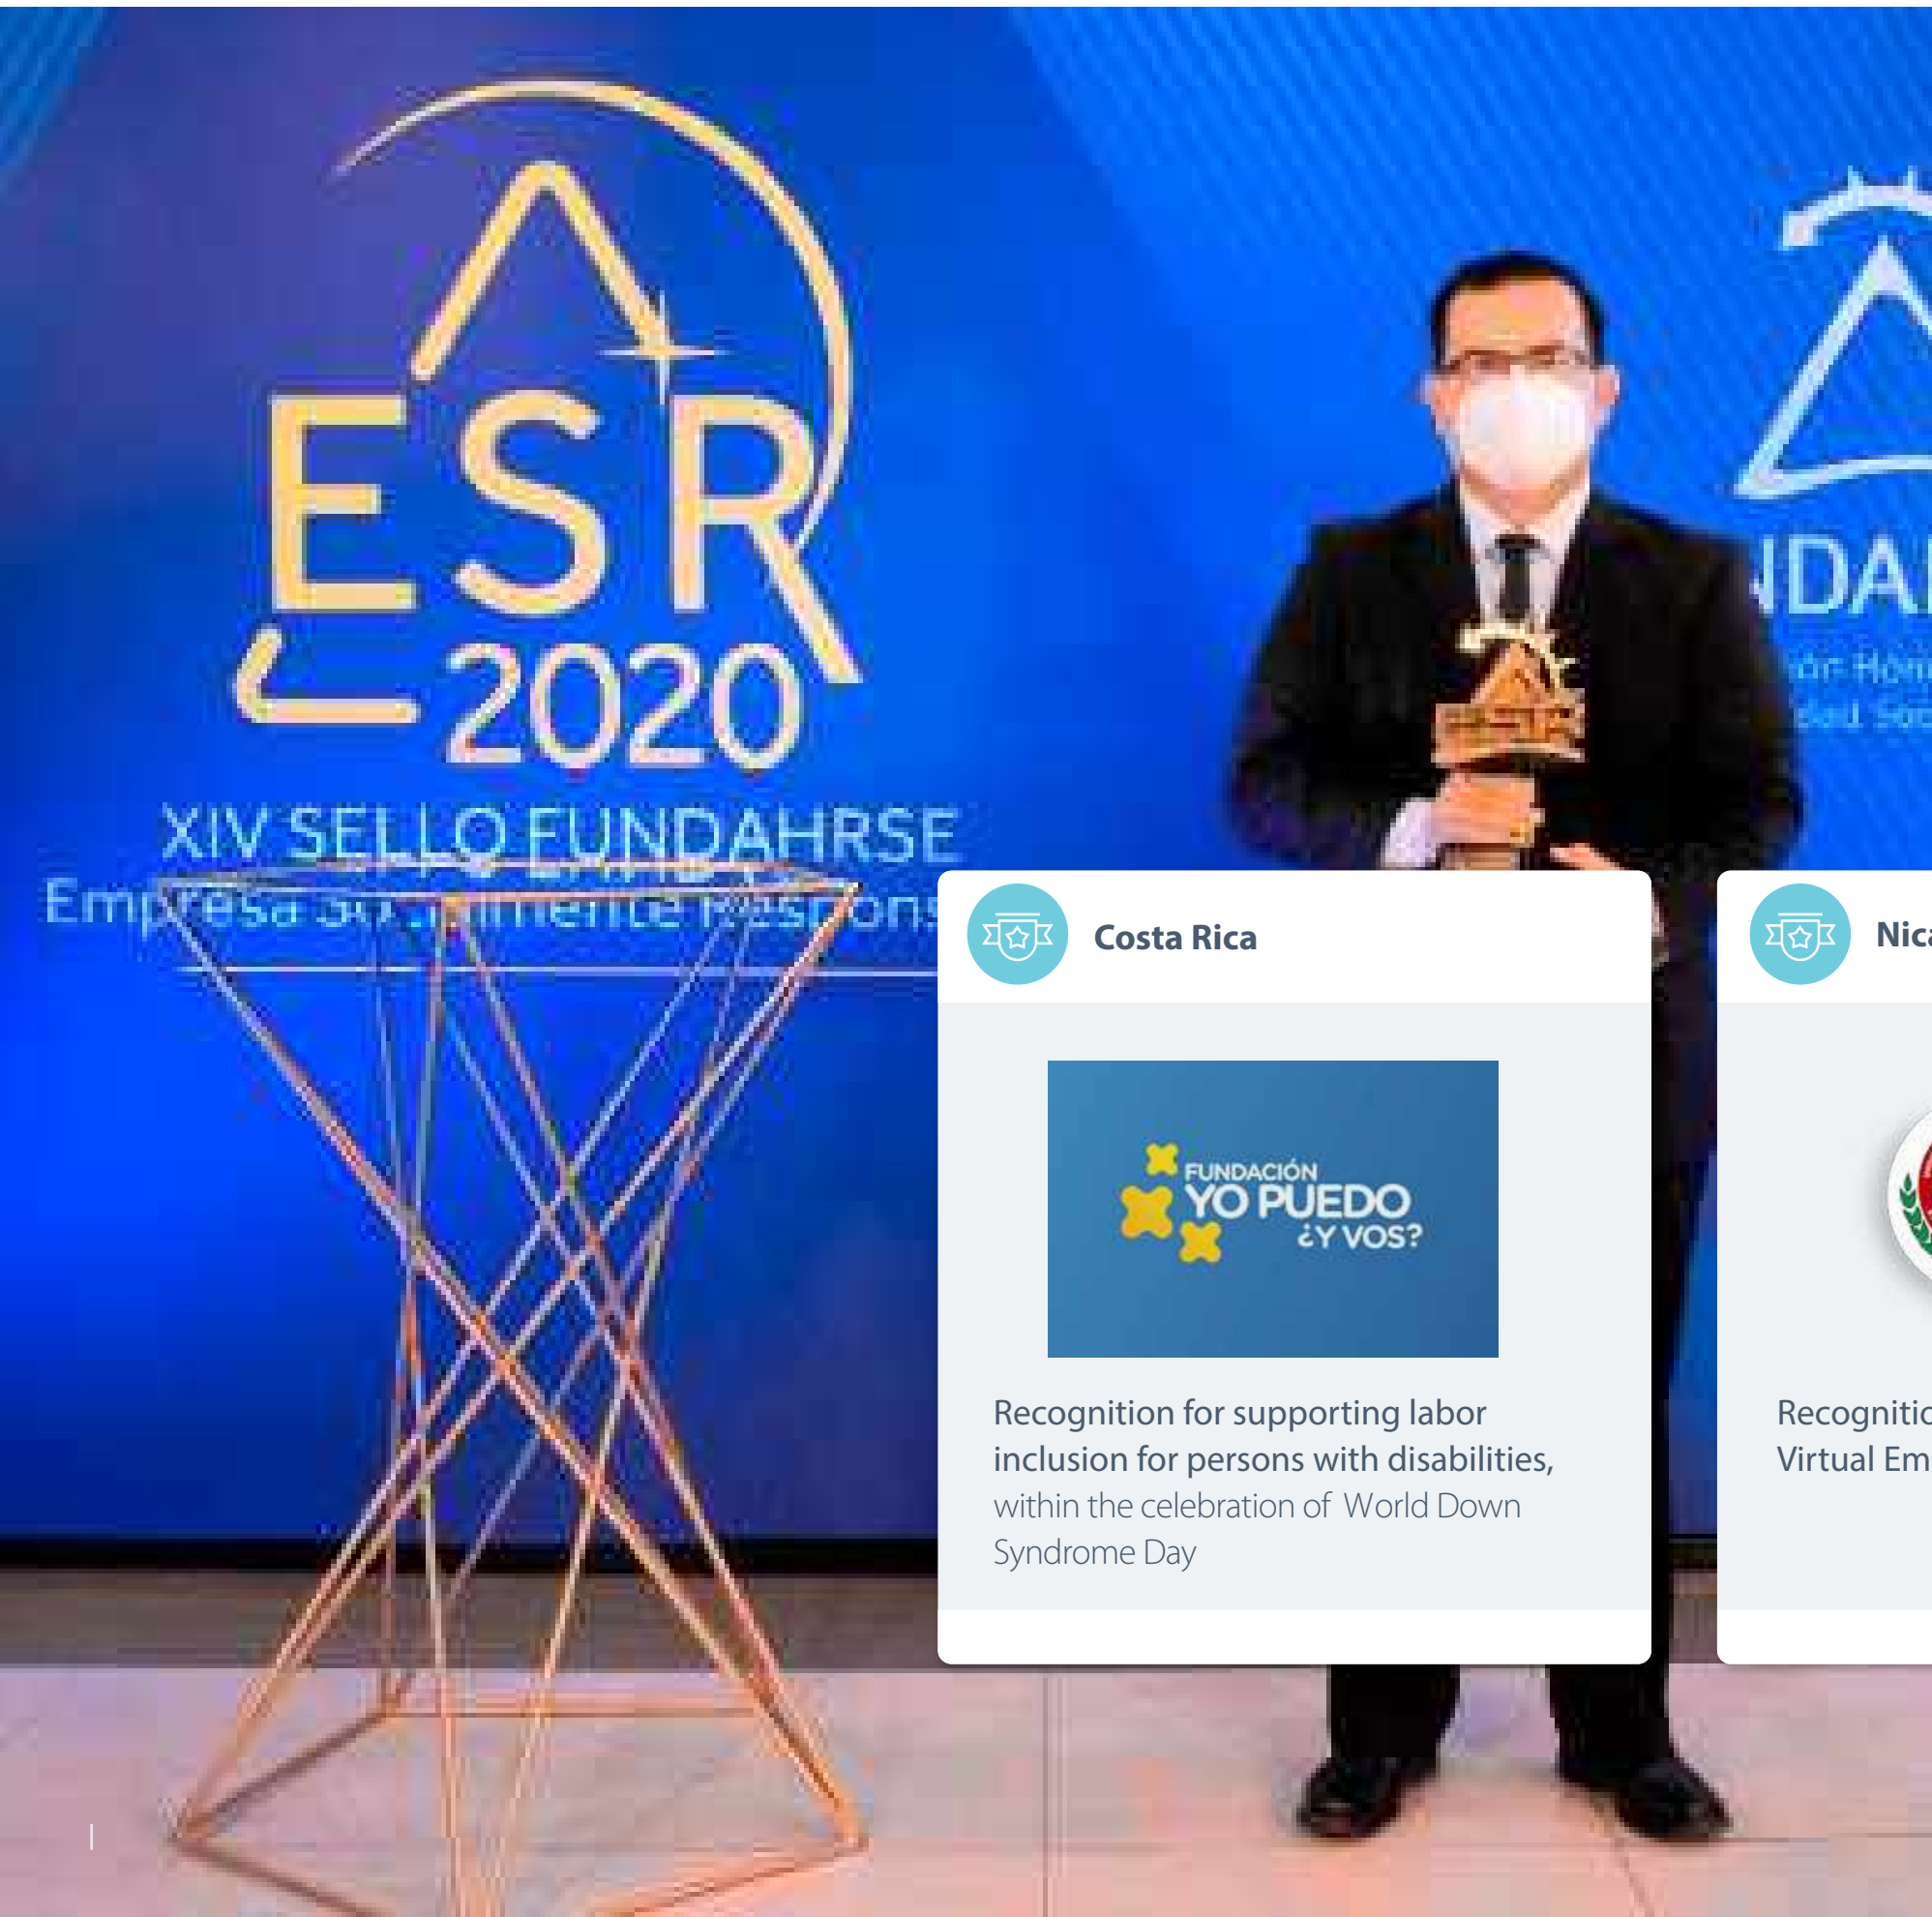 ESR
2020
XIV SELLO FUNDAHRSE
Costa Rica
FUNDACIÓN
YO PUEDO
¿Y VOS?
Recognition for supporting labor
inclusion for persons with disabilities,
within the celebration of World Down
Syndrome Day
Virtual